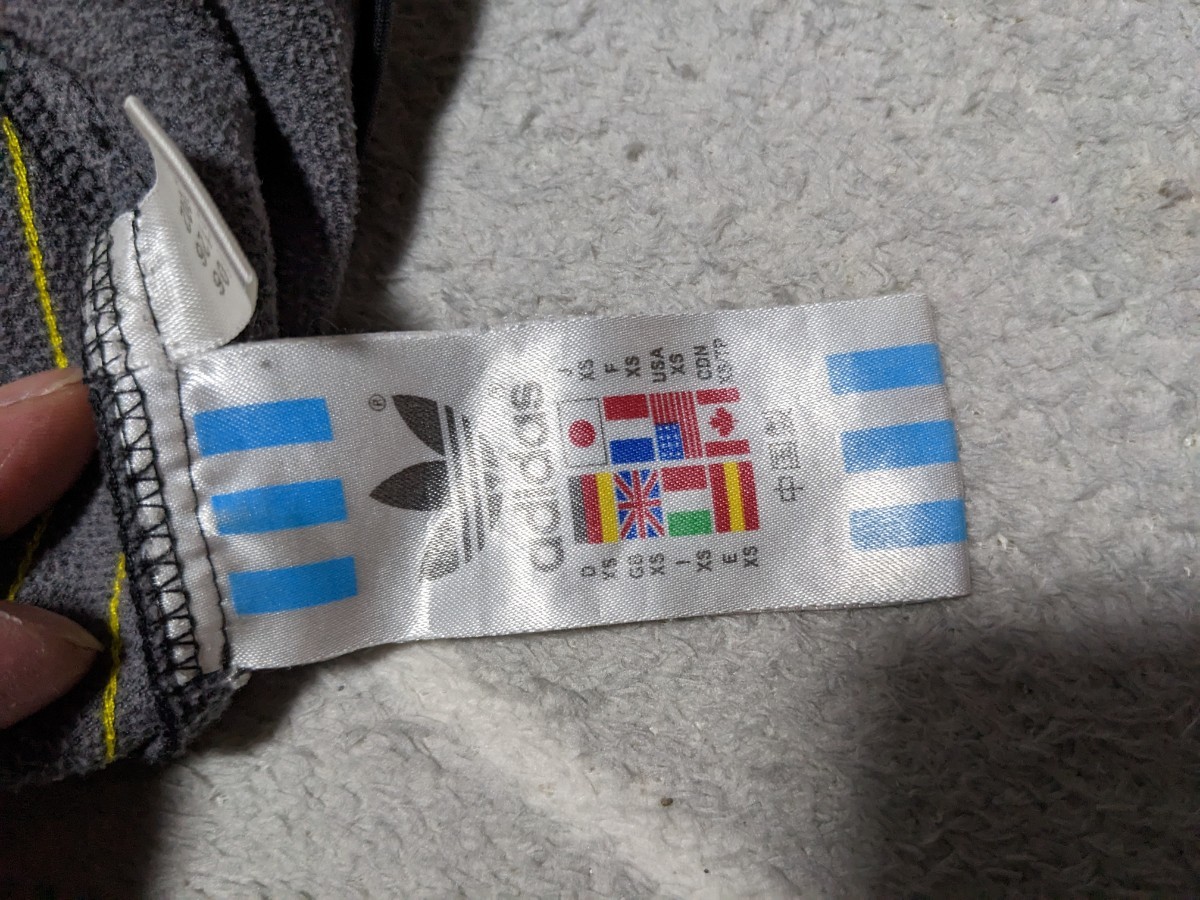 ®
adidas
J F USA CDN
XS XS XS XS/TP
D GB I E
XS XS XS XS
中国製